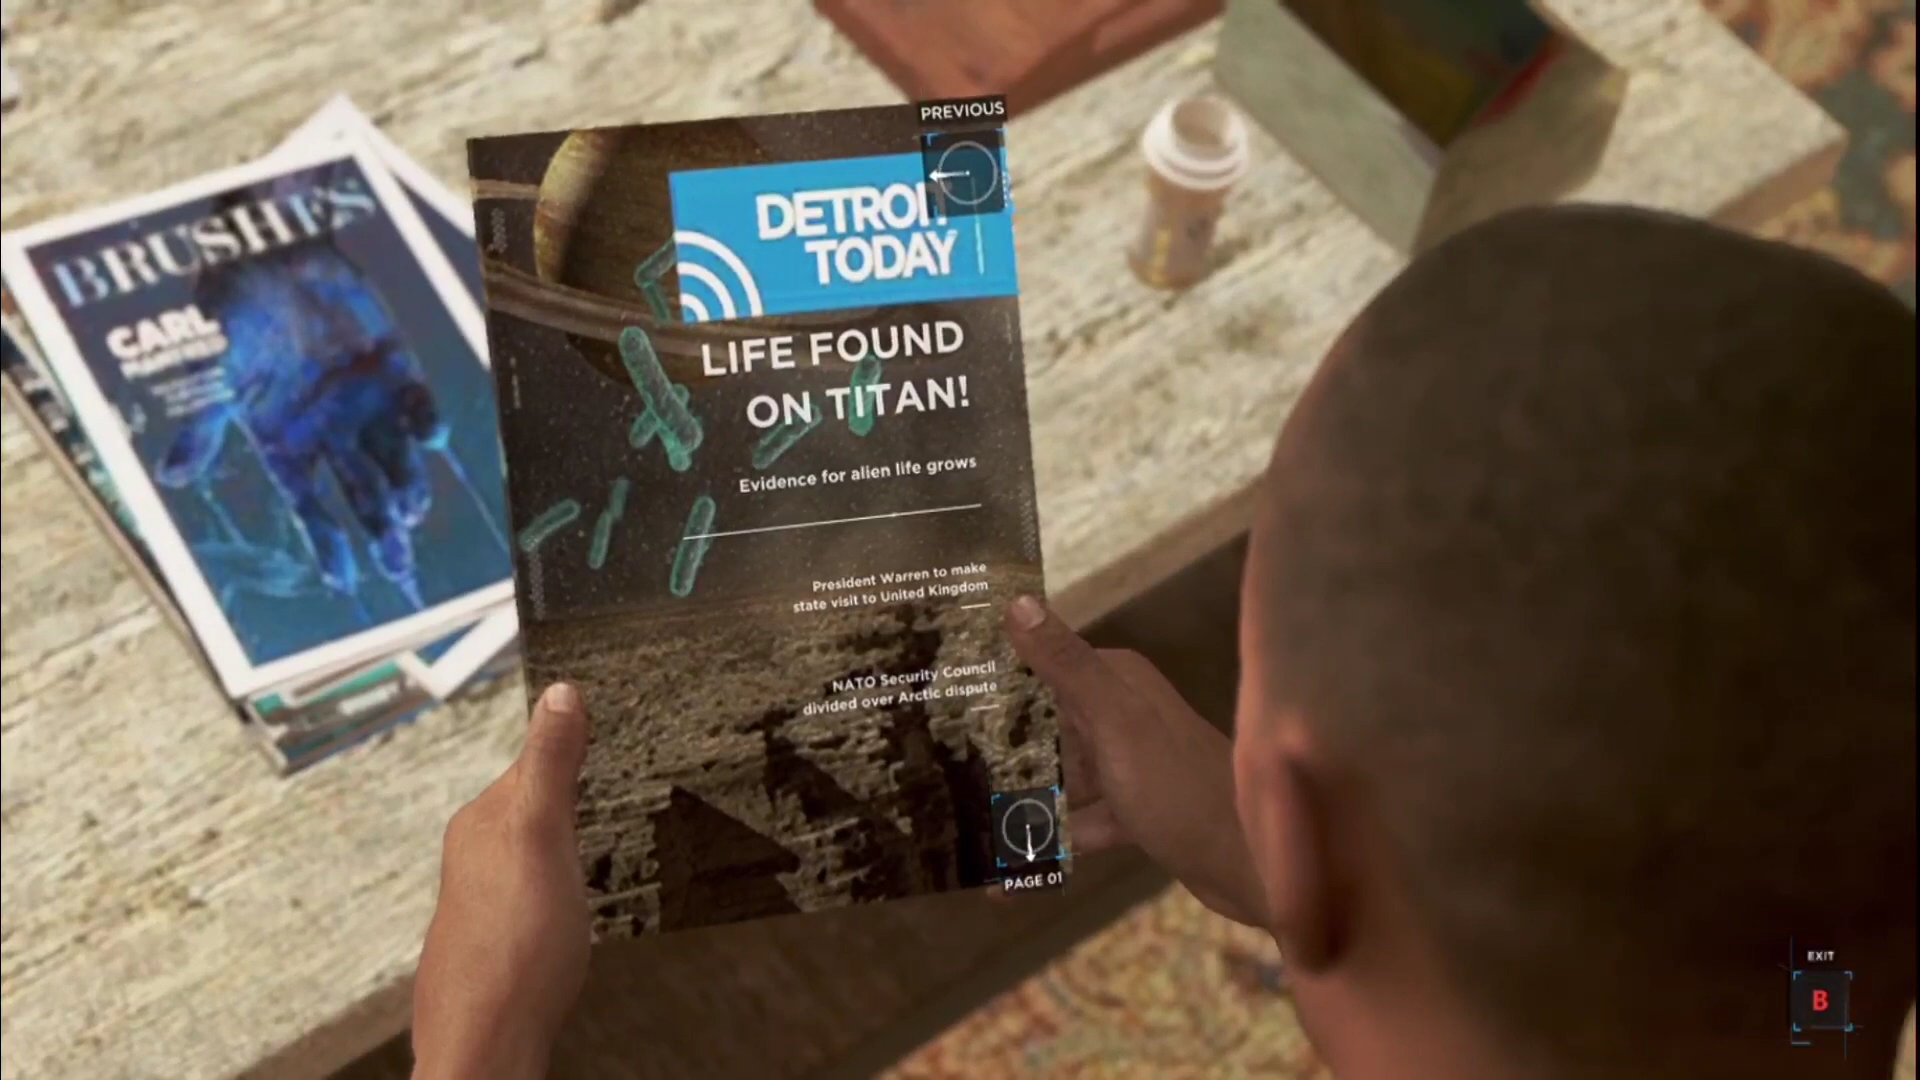 PREVIOUS
DETROIT
TODAY
LIFE FOUND
ON TITAN!
Evidence for alien life grows
President Warren to make
state visit to United Kingdom
NATO Security Council
divided over Arctic dispute
PAGE 01
BRUSHES
CARL
MANFRED
EXIT
B